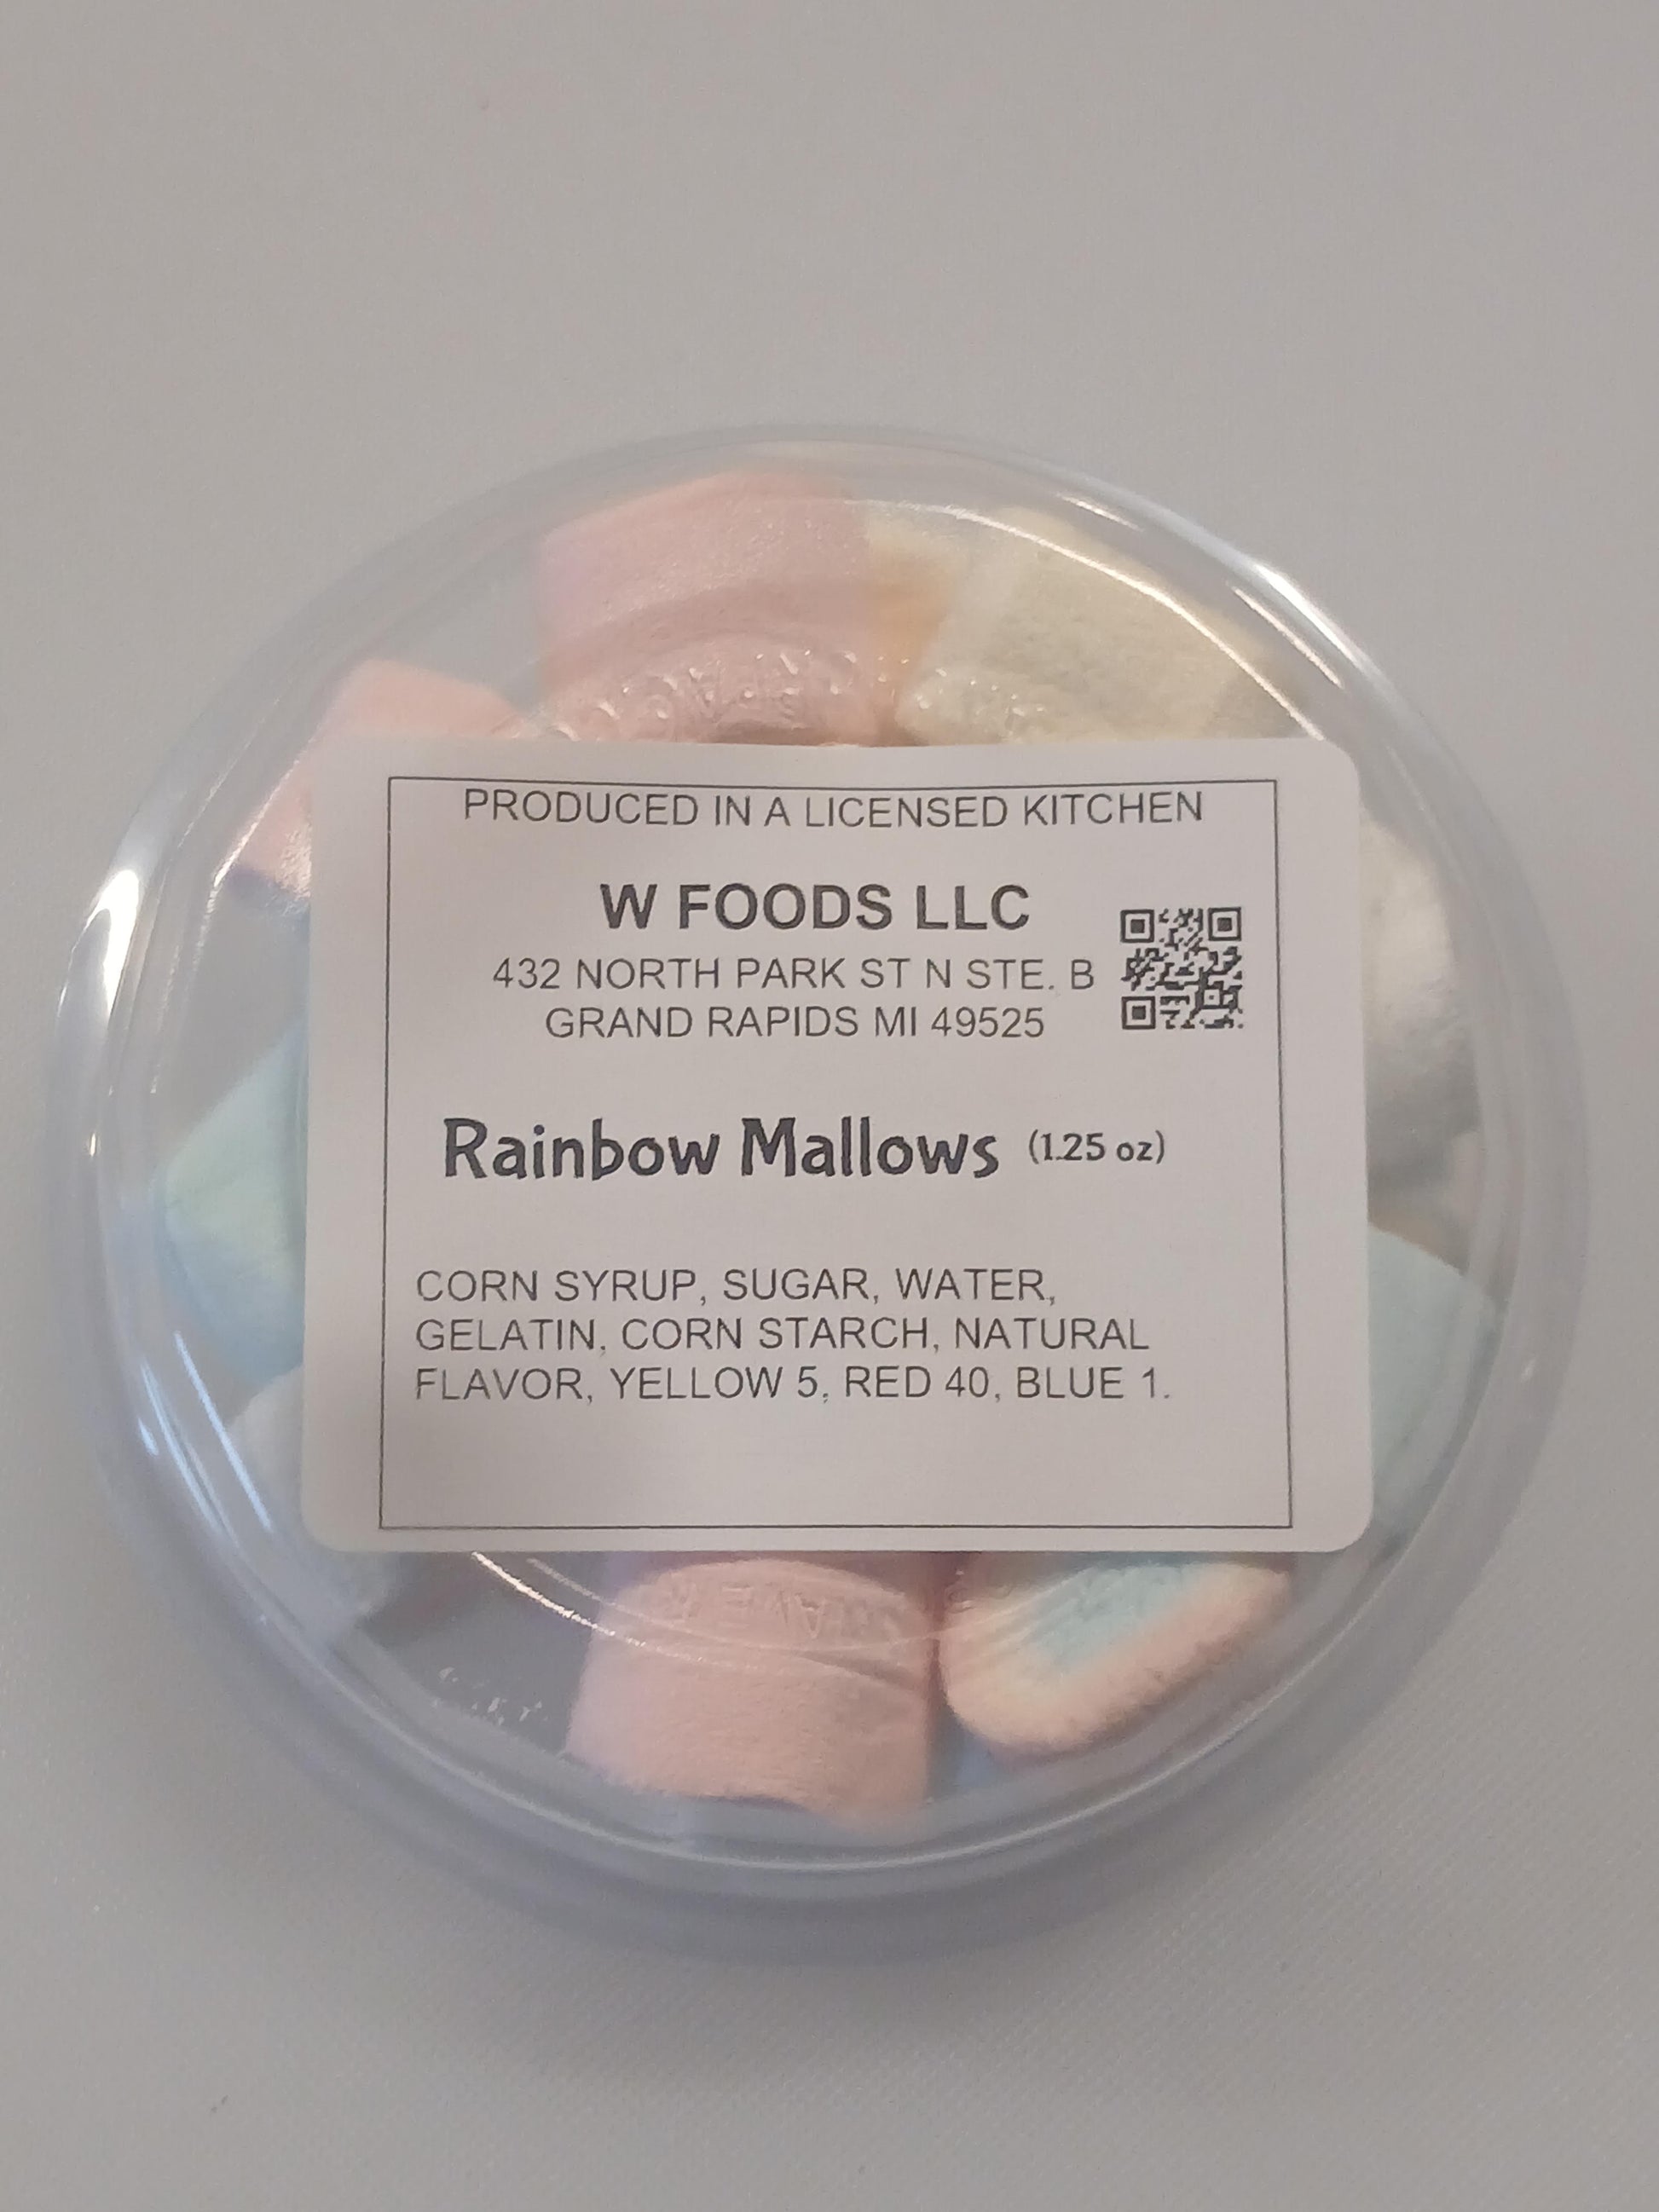 PRODUCED IN A LICENSED KITCHEN
W FOODS LLC
432 NORTH PARK ST N STE. B
GRAND RAPIDS MI 49525
Rainbow Mallows (1.25 oz)
CORN SYRUP, SUGAR, WATER,
GELATIN, CORN STARCH, NATURAL
FLAVOR, YELLOW 5, RED 40, BLUE 1.